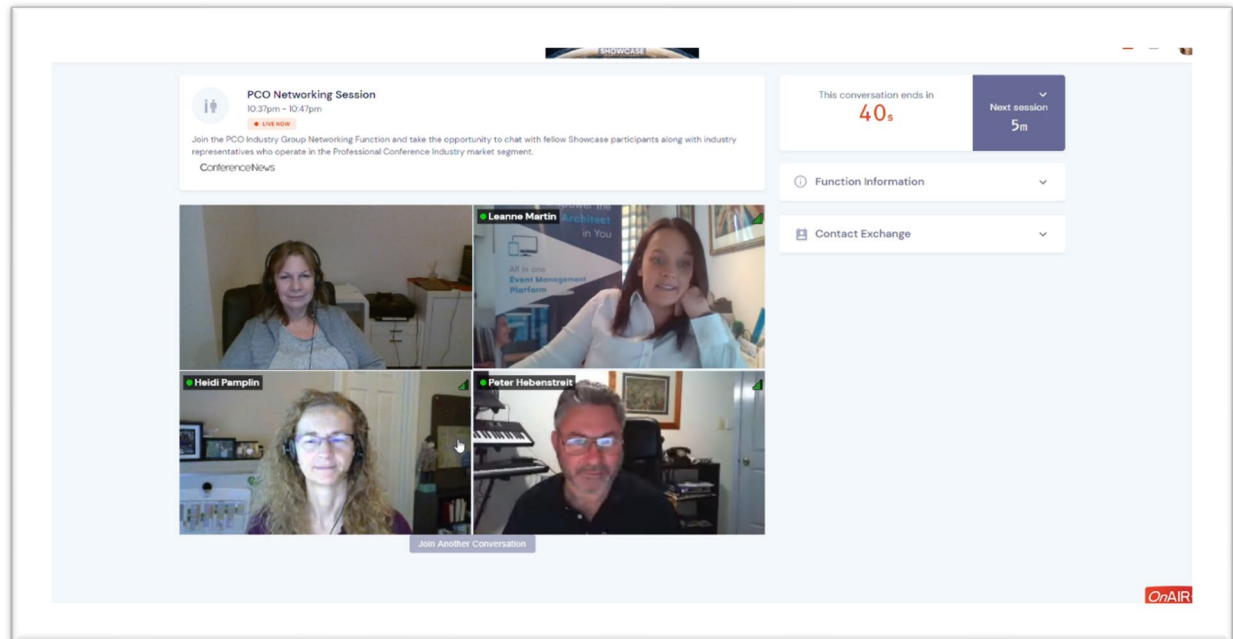 SHOWCASE
PCO Networking Session
10:37pm - 10:47pm
LIVE NOW
Join the PCO Industry Group Networking Function and take the opportunity to chat with fellow Showcase participants along with industry
representatives who operate in the Professional Conference Industry market segment.
ConferenceNews
This conversation ends in
40s
Next session
5m
Function Information
Contact Exchange
Leanne Martin
Architect
in You
All in one
Event Management
Platform
Heidi Pamplin
Peter Hebenstreit
Join Another Conversation
OnAIR